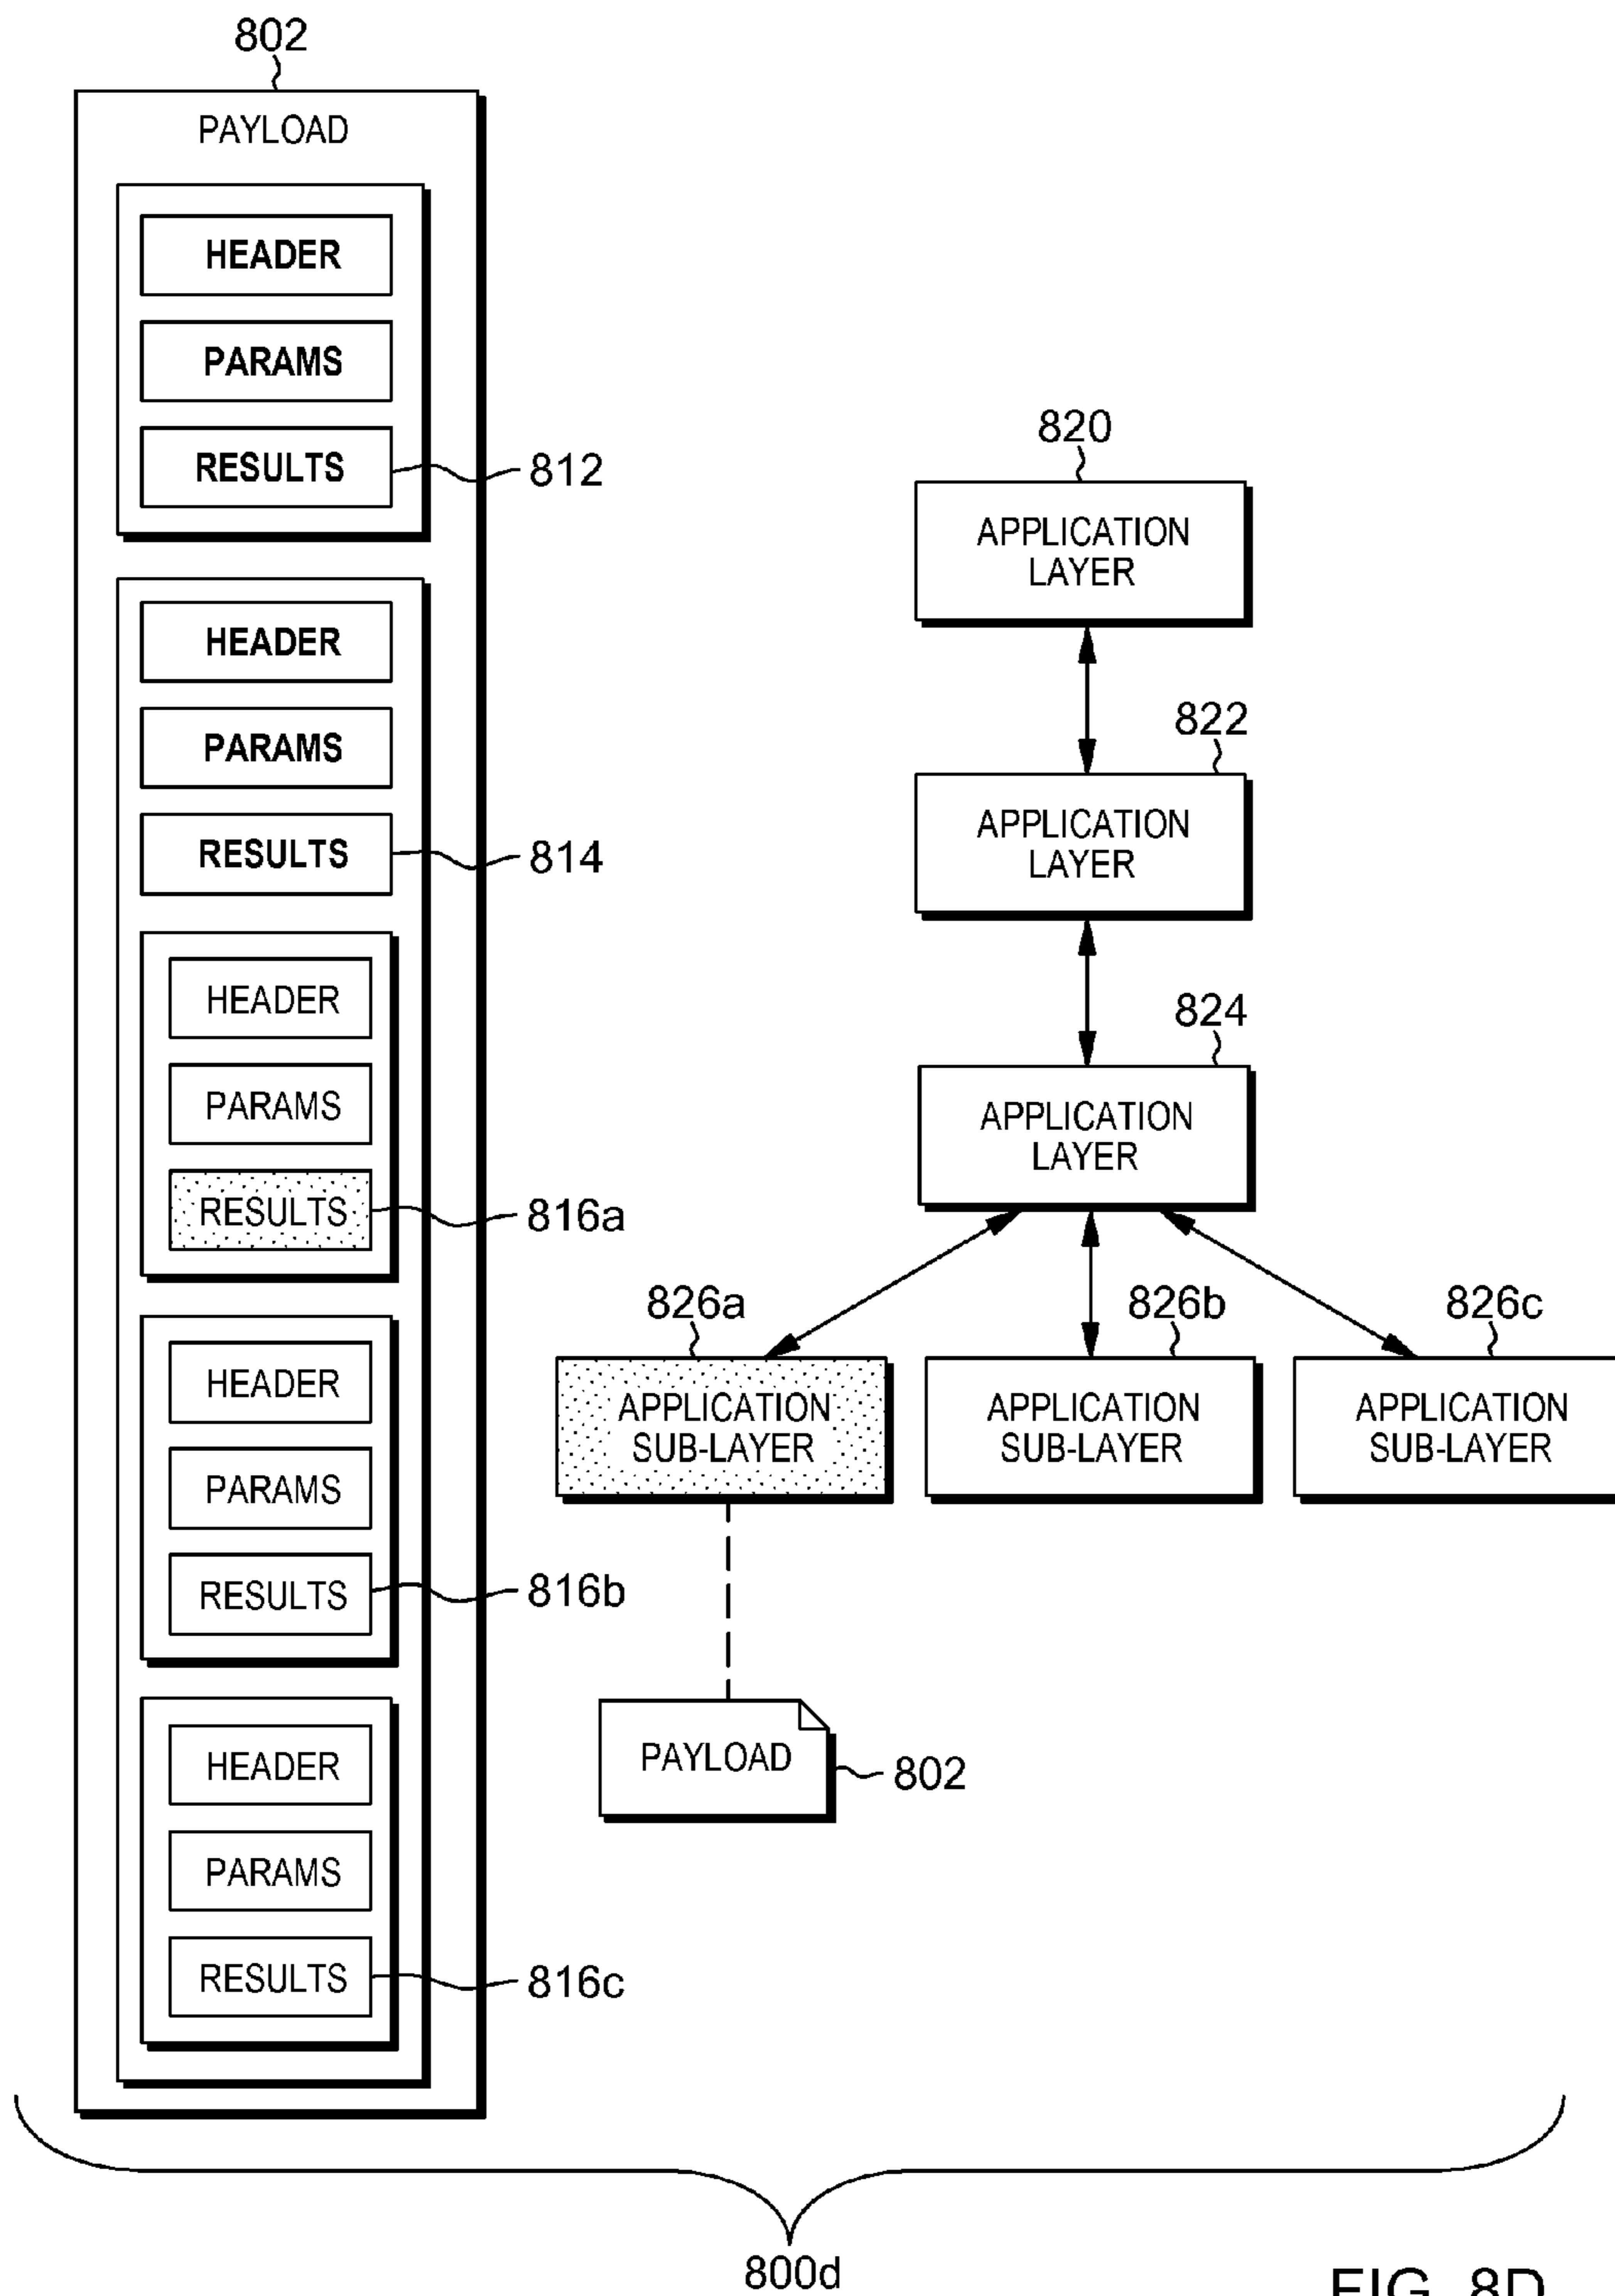 802
PAYLOAD
HEADER
PARAMS
RESULTS
812
HEADER
PARAMS
RESULTS
814
HEADER
PARAMS
RESULTS
816a
HEADER
PARAMS
RESULTS
816b
HEADER
PARAMS
RESULTS
816c
820
APPLICATION
LAYER
822
APPLICATION
LAYER
824
APPLICATION
LAYER
826a
APPLICATION
SUB-LAYER
826b
APPLICATION
SUB-LAYER
826c
APPLICATION
SUB-LAYER
PAYLOAD
802
800d
FIG. 8D